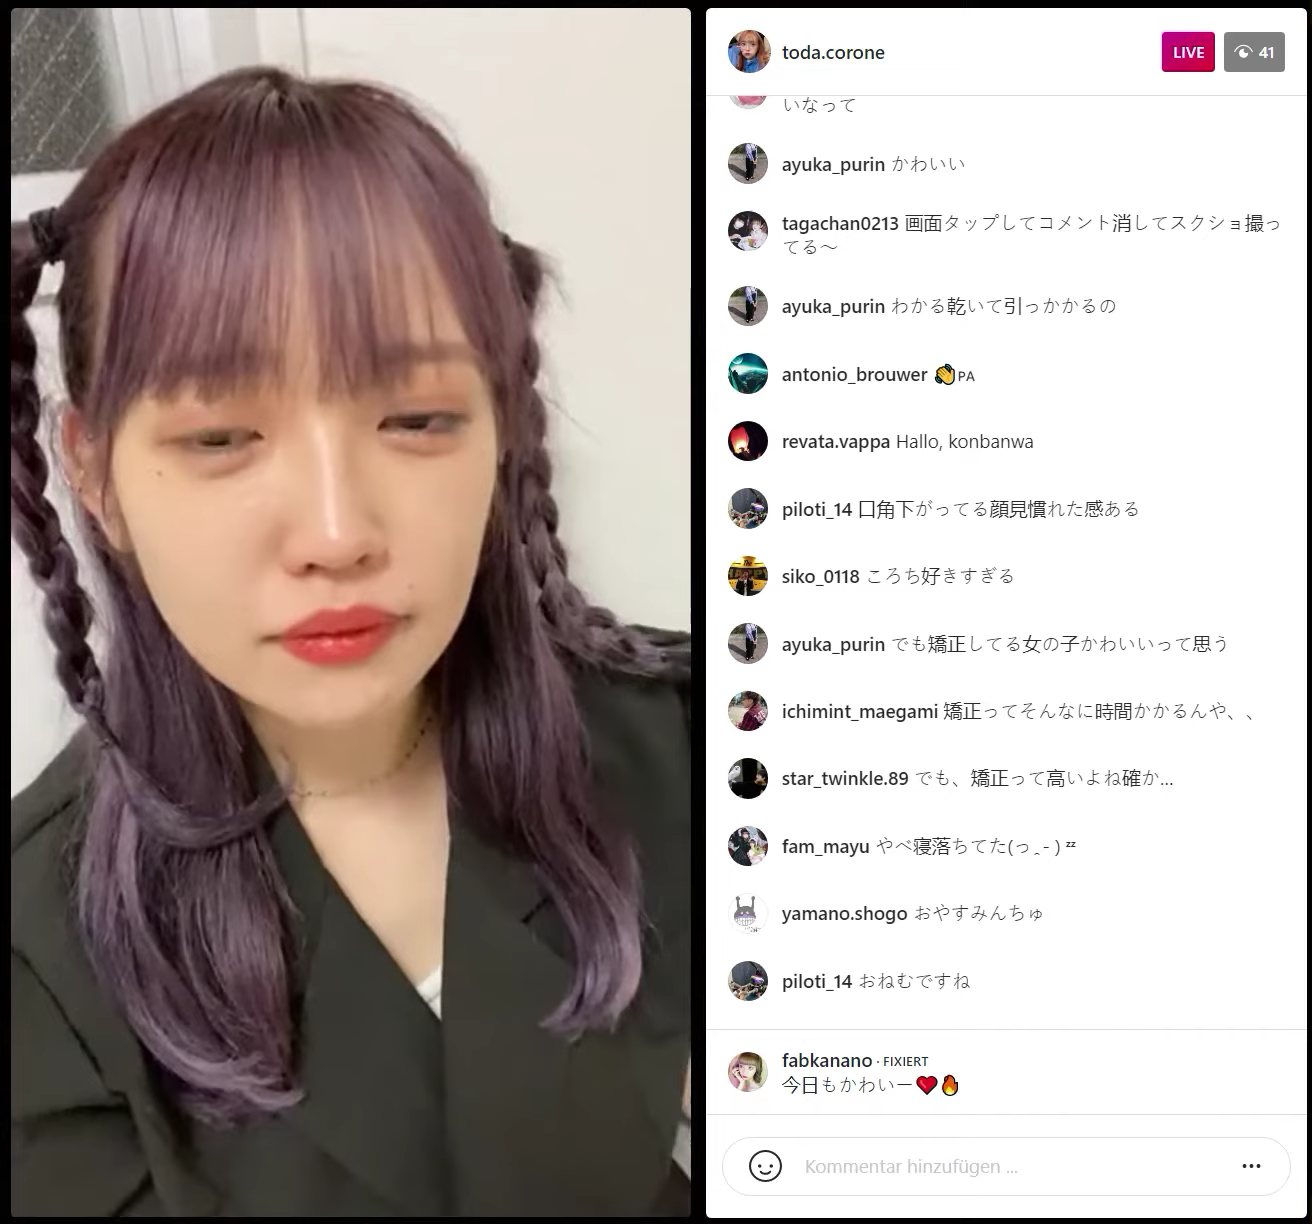 toda.corone
LIVE
41
いなって
ayuka_purin かわいい
tagachan0213 画面タップしてコメント消してスクショ撮っ
てる〜
ayuka_purin わかる乾いて引っかかるの
antonio_brouwer 👏PA
revata.vappa Hallo, konbanwa
piloti_14 口角下がってる顔見慣れた感ある
siko_0118 ころち好きすぎる
ayuka_purin でも矯正してる女の子かわいいって思う
ichimint_maegami 矯正ってそんなに時間かかるんや、、
star_twinkle.89 でも、矯正って高いよね確か...
fam_mayu やべ寝落ちてた(っ ̫ - ) ᶻᶻ
yamano.shogo おやすみんちゅ
piloti_14 おねむですね
fabkanano · FIXIERT
今日もかわいー❤️🔥
Kommentar hinzufügen ...